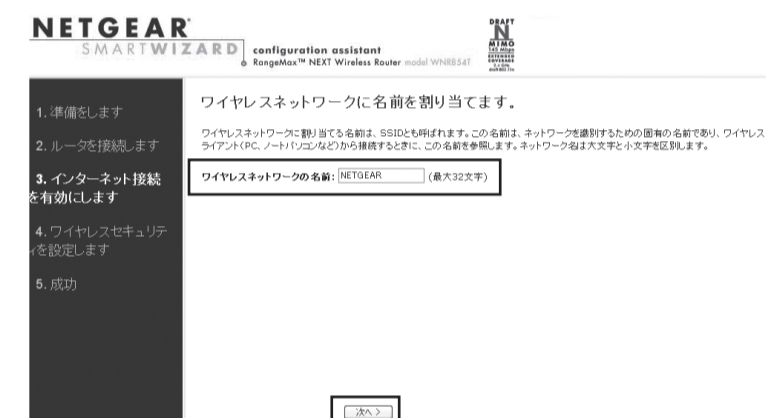 NETGEAR
SMARTWIZARD
configuration assistant
RangeMax™ NEXT Wireless Router model WNR854T
DRAFT
N
MIMO
1. 準備をします
2. ルータを接続します
3. インターネット接続
を有効にします
4. ワイヤレスセキュリテ
ィを設定します
5. 成功
ワイヤレスネットワークに名前を割り当てます。
ワイヤレスネットワークに割り当てる名前は、SSIDとも呼ばれます。この名前は、ネットワークを識別するための固有の名前であり、ワイヤレス
ライアント(PC、ノートパソコンなど)から接続するときに、この名前を参照します。ネットワーク名は大文字と小文字を区別します。
ワイヤレスネットワークの名前: NETGEAR (最大32文字)
次へ >